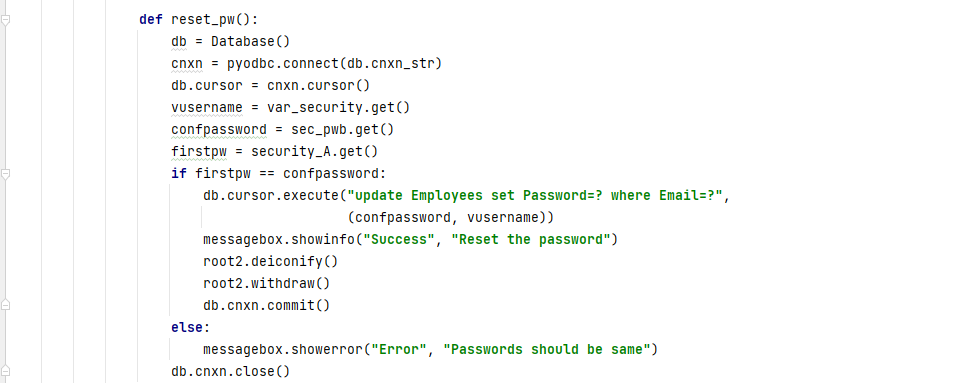 def reset_pw():
db = Database()
cnxn = pyodbc.connect(db.cnxn_str)
db.cursor = cnxn.cursor()
vusername = var_security.get()
confpassword = sec_pwb.get()
firstpw = security_A.get()
if firstpw == confpassword:
db.cursor.execute("update Employees set Password=? where Email=?",
(confpassword, vusername))
messagebox.showinfo("Success", "Reset the password")
root2.deiconify()
root2.withdraw()
db.cnxn.commit()
else:
messagebox.showerror("Error", "Passwords should be same")
db.cnxn.close()